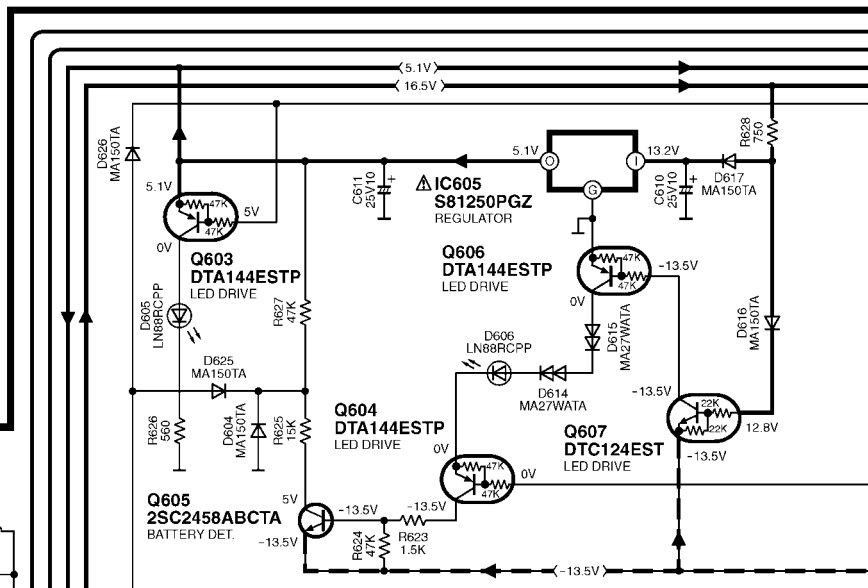 5.1V
16.5V
D626
MA150TA
5.1V
47K
5V
47K
0V
Q603
DTA144ESTP
LED DRIVE
C611
25V10
+
IC605
S81250PGZ
REGULATOR
5.1V
O
I
G
13.2V
C610
25V10
+
D617
MA150TA
R628
750
Q606
DTA144ESTP
LED DRIVE
47K
47K
-13.5V
0V
D605
LN88RCPP
R627
47K
D616
MA150TA
D615
MA27WATA
D606
LN88RCPP
D614
MA27WATA
D625
MA150TA
R626
560
D604
MA150TA
R625
15K
Q604
DTA144ESTP
LED DRIVE
0V
47K
47K
0V
Q607
DTC124EST
LED DRIVE
-13.5V
22K
22K
12.8V
-13.5V
Q605
2SC2458ABCTA
BATTERY DET.
5V
-13.5V
-13.5V
-13.5V
R624
47K
R623
1.5K
-13.5V